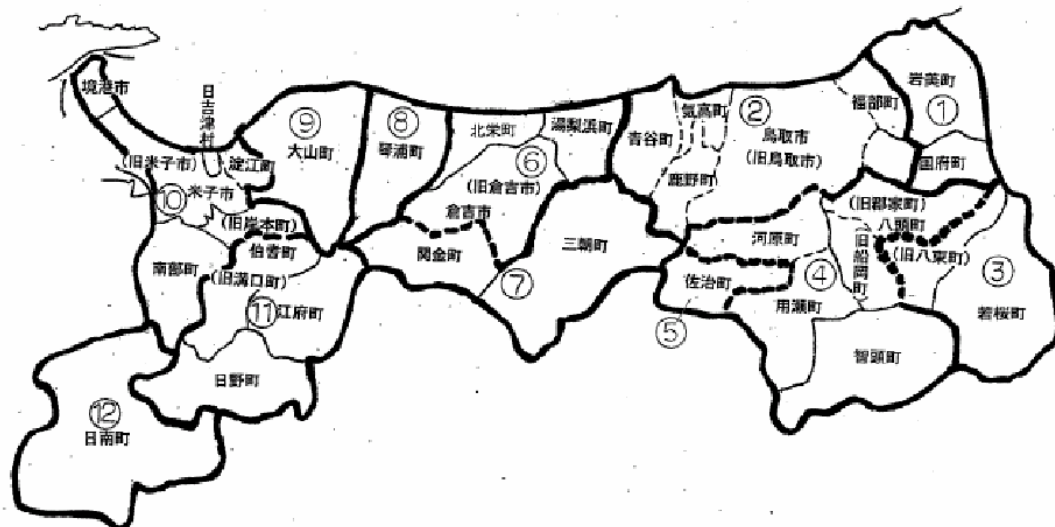 境港市
日吉津村
(旧米子市)
淀江町
⑨
大山町
⑧
琴浦町
北栄町
湯梨浜町
⑥
(旧倉吉市)
倉吉市
青谷町
気高町
鹿野町
②
鳥取市
(旧鳥取市)
福部町
岩美町
①
国府町
⑩
米子市
(旧岸本町)
伯耆町
(旧溝口町)
南部町
⑪
江府町
日野町
⑫
日南町
関金町
⑦
三朝町
河原町
佐治町
⑤
④
用瀬町
(旧郡家町)
八頭町
旧船岡町
(旧八東町)
③
若桜町
智頭町